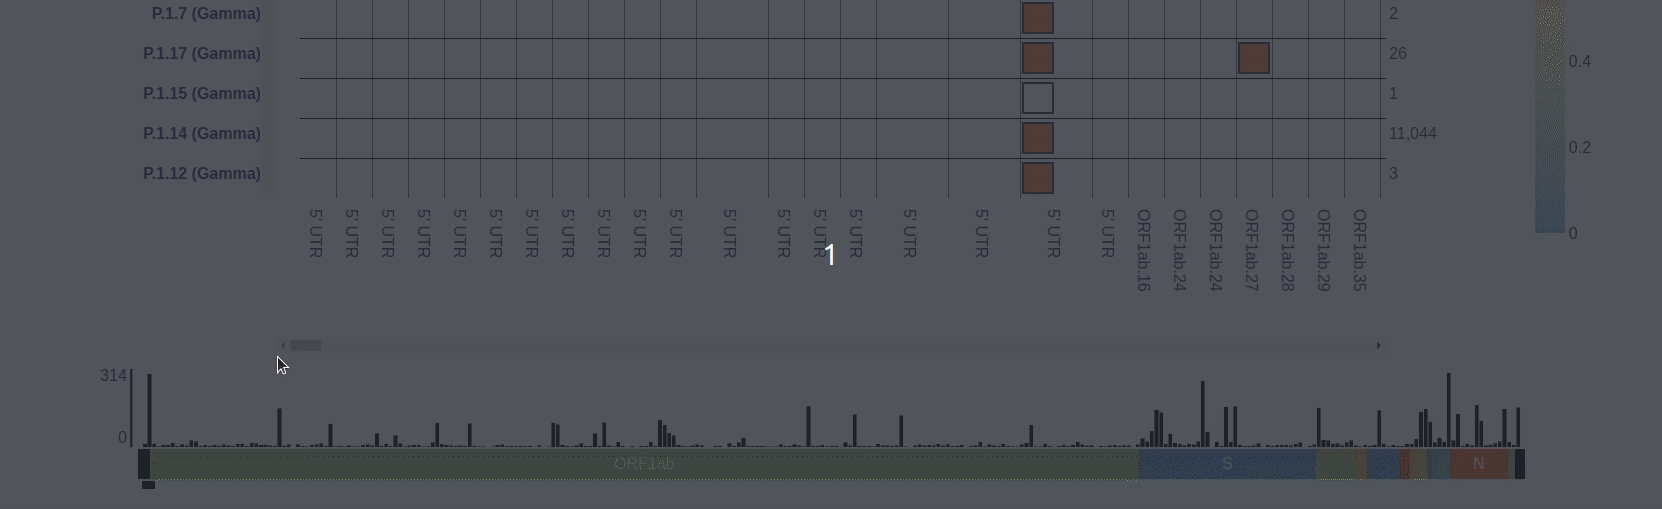 P.1.7 (Gamma) 2
P.1.17 (Gamma) 26 0.4
P.1.15 (Gamma) 1
P.1.14 (Gamma) 11,044 0.2
P.1.12 (Gamma) 3
5' UTR 5' UTR 5' UTR 5' UTR 5' UTR 5' UTR 5' UTR 5' UTR 5' UTR 5' UTR 5' UTR 5' UTR 5' UTR 5' UTR 5' UTR 5' UTR 5' UTR 5' UTR 5' UTR ORF1ab.16 ORF1ab.24 ORF1ab.24 ORF1ab.27 ORF1ab.28 ORF1ab.29 ORF1ab.35 0
1
314
0
ORF1ab S N